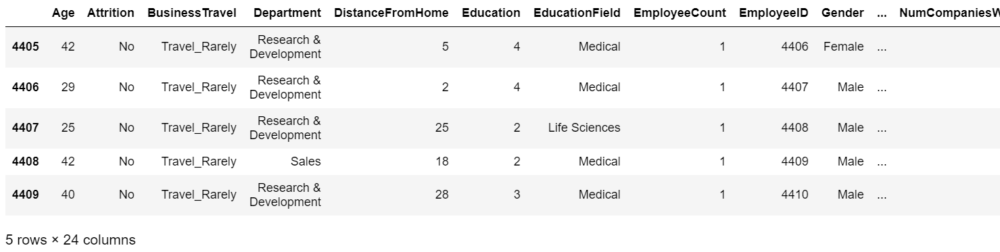 Age Attrition BusinessTravel Department DistanceFromHome Education EducationField EmployeeCount EmployeeID Gender ... NumCompaniesW
4405 42 No Travel_Rarely Research & Development 5 4 Medical 1 4406 Female ...
4406 29 No Travel_Rarely Research & Development 2 4 Medical 1 4407 Male ...
4407 25 No Travel_Rarely Research & Development 25 2 Life Sciences 1 4408 Male ...
4408 42 No Travel_Rarely Sales 18 2 Medical 1 4409 Male ...
4409 40 No Travel_Rarely Research & Development 28 3 Medical 1 4410 Male ...
5 rows × 24 columns